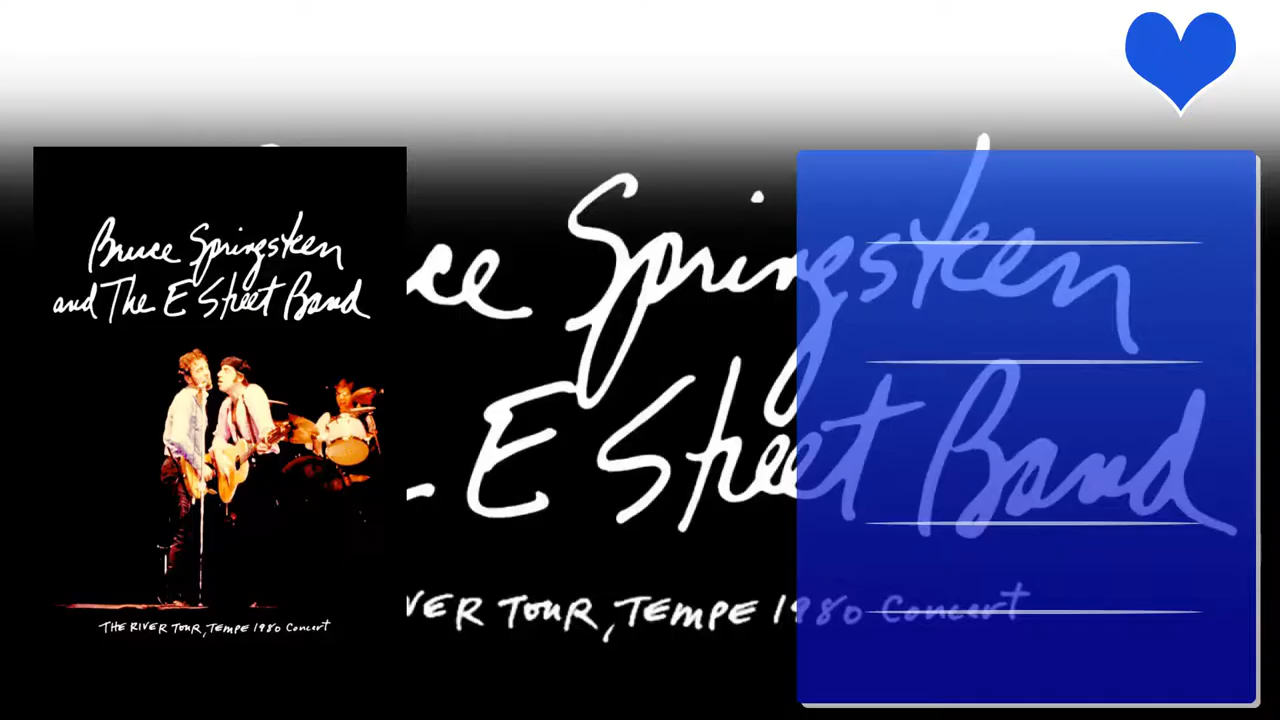 Bruce Springsteen
and The E Street Band
THE RIVER TOUR, TEMPE 1980 Concert
ce Springsteen
E Street Band
VER TOUR, TEMPE 1980 Concert